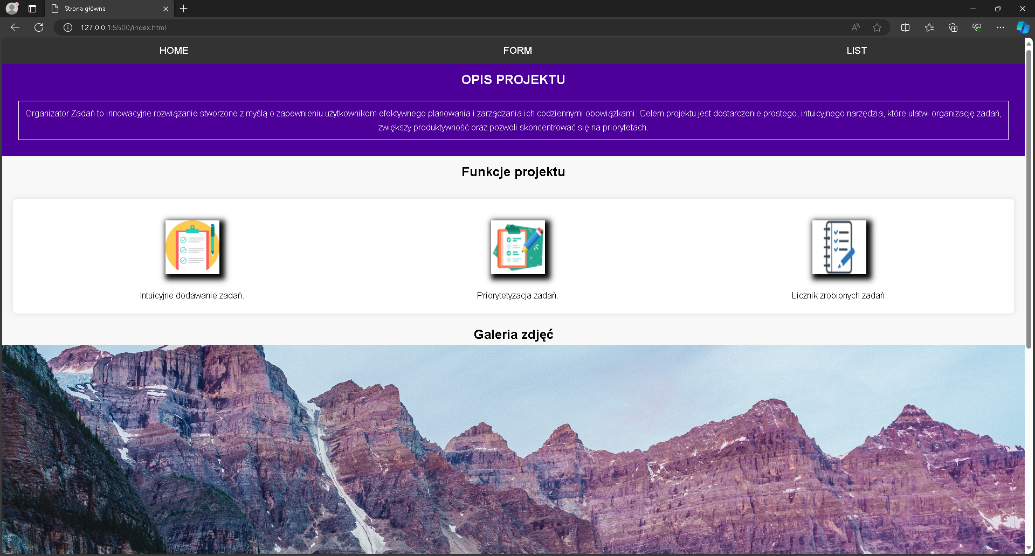 Strona główna
127.0.0.1:5500/index.html
HOME FORM LIST
OPIS PROJEKTU
Organizator Zadań to innowacyjne rozwiązanie stworzone z myślą o zapewnieniu użytkownikom efektywnego planowania i zarządzania ich codziennymi obowiązkami. Celem projektu jest dostarczenie prostego, intuicyjnego narzędzia, które ułatwi organizację zadań,
zwiększy produktywność oraz pozwoli skoncentrować się na priorytetach.
Funkcje projektu
Intuicyjne dodawanie zadań. Priorytetyzacja zadań. Licznik zrobionych zadań
Galeria zdjęć